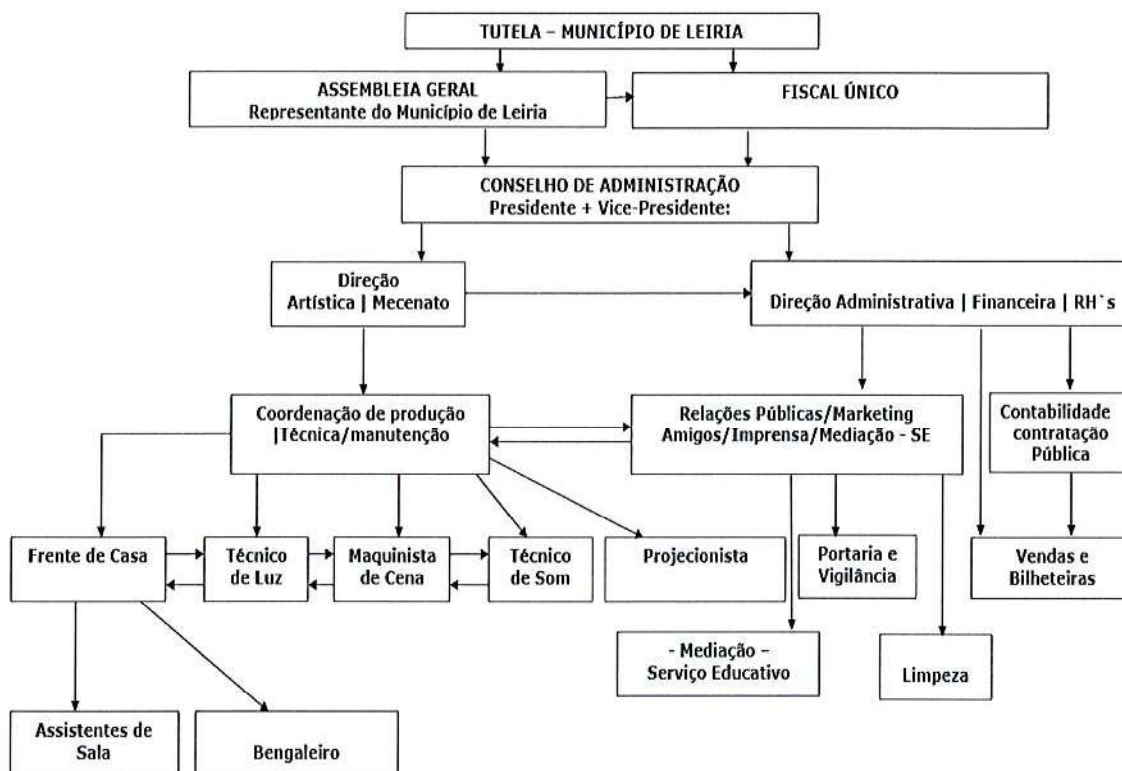 TUTELA – MUNICÍPIO DE LEIRIA
ASSEMBLEIA GERAL
Representante do Município de Leiria
FISCAL ÚNICO
CONSELHO DE ADMINISTRAÇÃO
Presidente + Vice-Presidente:
Direção
Artística | Mecenato
Direção Administrativa | Financeira | RH`s
Coordenação de produção
|Técnica/manutenção
Relações Públicas/Marketing
Amigos/Imprensa/Mediação - SE
Contabilidade
contratação
Pública
Frente de Casa
Técnico
de Luz
Maquinista
de Cena
Técnico
de Som
Projecionista
Portaria e
Vigilância
Vendas e
Bilheteiras
- Mediação –
Serviço Educativo
Limpeza
Assistentes de
Sala
Bengaleiro